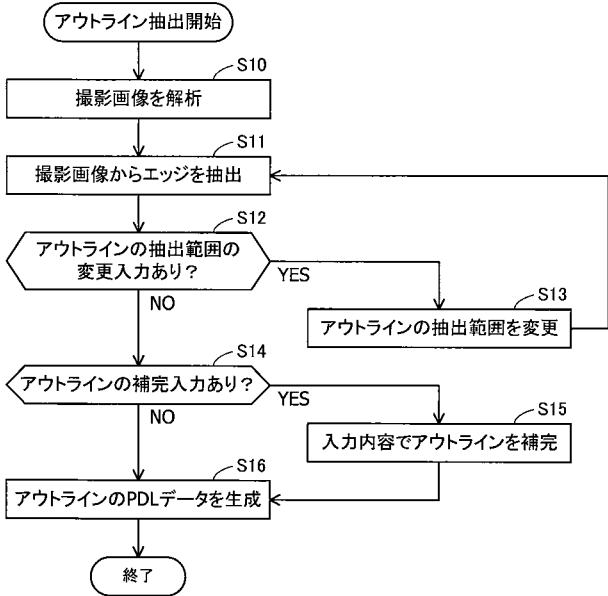 アウトライン抽出開始
S10
撮影画像を解析
S11
撮影画像からエッジを抽出
S12
アウトラインの抽出範囲の
変更入力あり?
YES
NO
S13
アウトラインの抽出範囲を変更
S14
アウトラインの補完入力あり?
YES
NO
S15
入力内容でアウトラインを補完
S16
アウトラインのPDLデータを生成
終了